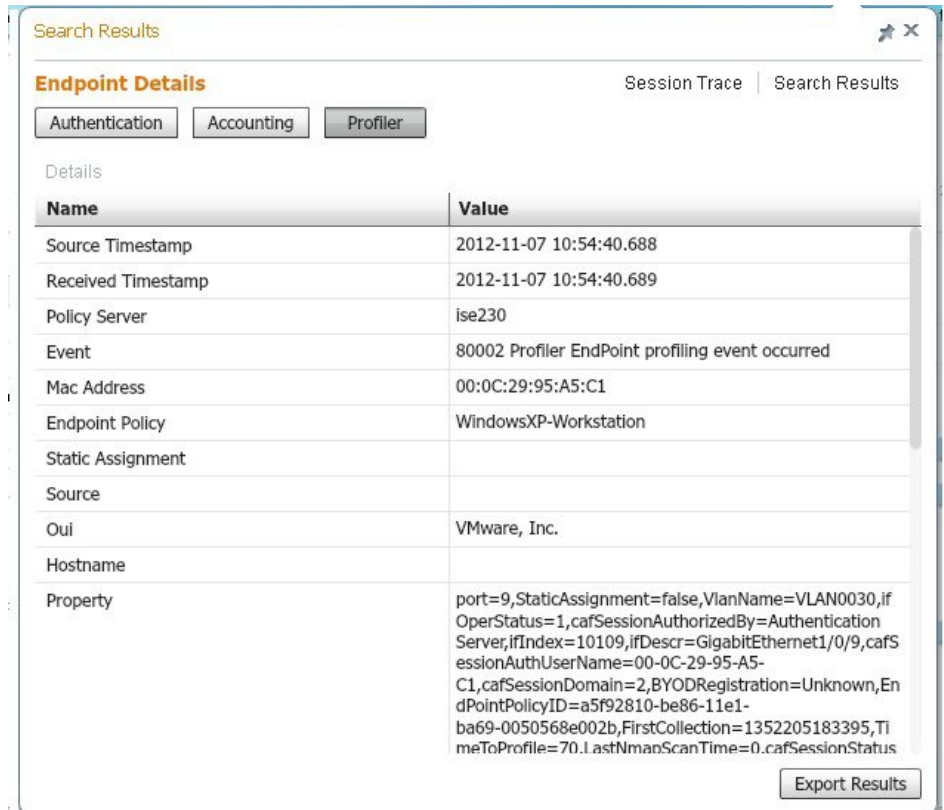 Search Results
Endpoint Details
Session Trace | Search Results
Authentication Accounting Profiler
Details
Name Value
Source Timestamp 2012-11-07 10:54:40.688
Received Timestamp 2012-11-07 10:54:40.689
Policy Server ise230
Event 80002 Profiler EndPoint profiling event occurred
Mac Address 00:0C:29:95:A5:C1
Endpoint Policy WindowsXP-Workstation
Static Assignment
Source
Oui VMware, Inc.
Hostname
Property port=9,StaticAssignment=false,VlanName=VLAN0030,if
OperStatus=1,cafSessionAuthorizedBy=Authentication
Server,ifIndex=10109,ifDescr=GigabitEthernet1/0/9,cafS
essionAuthUserName=00-0C-29-95-A5-
C1,cafSessionDomain=2,BYODRegistration=Unknown,En
dPointPolicyID=a5f92810-be86-11e1-
ba69-0050568e002b,FirstCollection=1352205183395,Ti
meToProfile=70,LastNmapScanTime=0,cafSessionStatus
Export Results